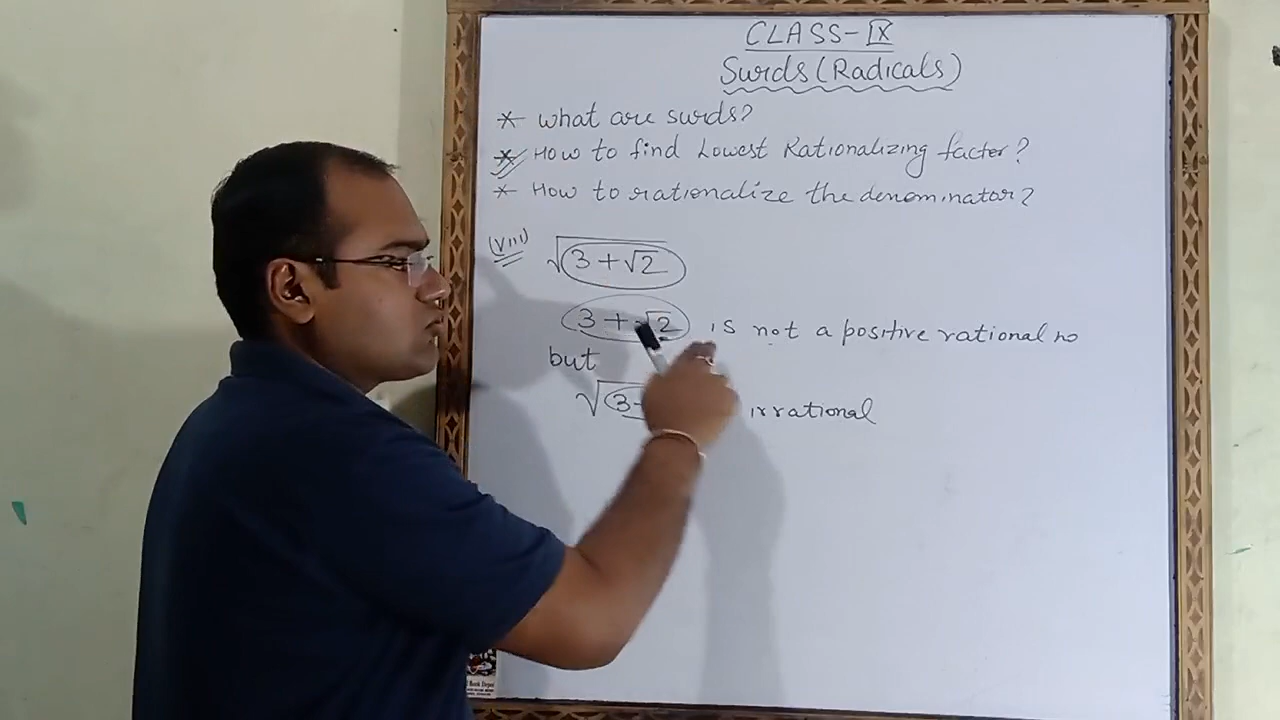 CLASS-IX
Surds (Radicals)
* What are surds?
* How to find Lowest Rationalizing factor?
* How to rationalize the denominator?
(VIII) √(3+√2)
3+√2 is not a positive rational no
but
√3 irrational